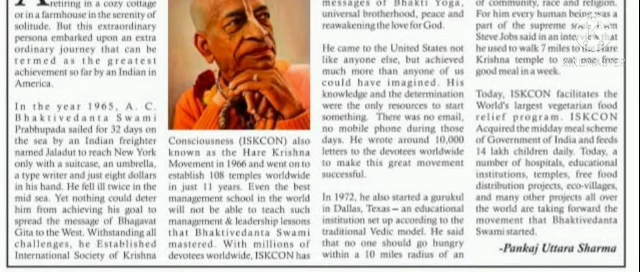 retiring in a cozy cottage
or in a farmhouse in the serenity of
solitude. But this extraordinary
persona embarked upon an extra
ordinary journey that can be
termed as the greatest
achievement so far by an Indian in
America.
In the year 1965, A. C.
Bhaktivedanta Swami
Prabhupada sailed for 32 days on
the sea by an Indian freighter
named Jaladut to reach New York
only with a suitcase, an umbrella,
a type writer and just eight dollars
in his hand. He fell ill twice in the
mid sea. Yet nothing could deter
him from achieving his goal to
spread the message of Bhagavat
Gita to the West. Withstanding all
challenges, he Established
International Society of Krishna
Consciousness (ISKCON) also
known as the Hare Krishna
Movement in 1966 and went on to
establish 108 temples worldwide
in just 11 years. Even the best
management school in the world
will not be able to teach such
management & leadership lessons
that Bhaktivedanta Swami
mastered. With millions of
devotees worldwide, ISKCON has
messages of Bhakti Yoga,
universal brotherhood, peace and
reawakening the love for God.
He came to the United States not
like anyone else, but achieved
much more than anyone of us
could have imagined. His
knowledge and the determination
were the only resources to start
something. There was no email,
no mobile phone during those
days. He wrote around 10,000
letters to the devotees worldwide
to make this great movement
successful.
In 1972, he also started a gurukul
in Dallas, Texas – an educational
institution set up according to the
traditional Vedic model. He said
that no one should go hungry
within a 10 miles radius of an
of community, race and religion.
For him every human being was a
part of the supreme
Steve Jobs said in an that
he used to walk 7 miles to Hare
Krishna temple to eat one free
good meal in a week.
Today, ISKCON facilitates the
World's largest vegetarian food
relief program. ISKCON
Acquired the midday meal scheme
of Government of India and feeds
14 lakh children daily. Today, a
number of hospitals, educational
institutions, temples, free food
distribution projects, eco-villages,
and many other projects all over
the world are taking forward the
movement that Bhaktivedanta
Swami started.
-Pankaj Uttara Sharma